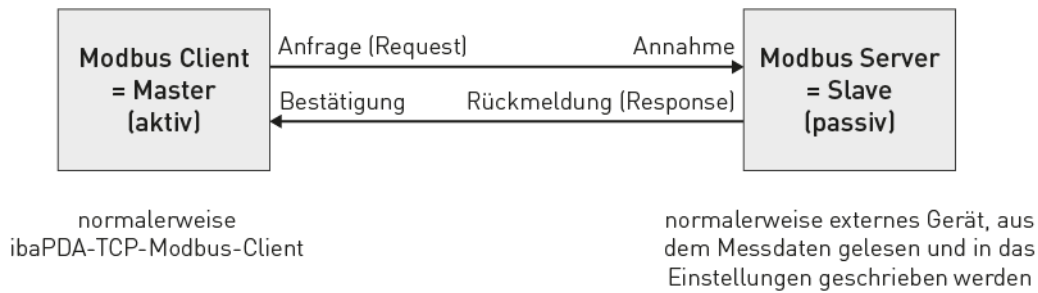 Modbus Client
= Master
(aktiv)
Anfrage (Request)
Annahme
Bestätigung
Rückmeldung (Response)
Modbus Server
= Slave
(passiv)
normalerweise
ibaPDA-TCP-Modbus-Client
normalerweise externes Gerät, aus
dem Messdaten gelesen und in das
Einstellungen geschrieben werden